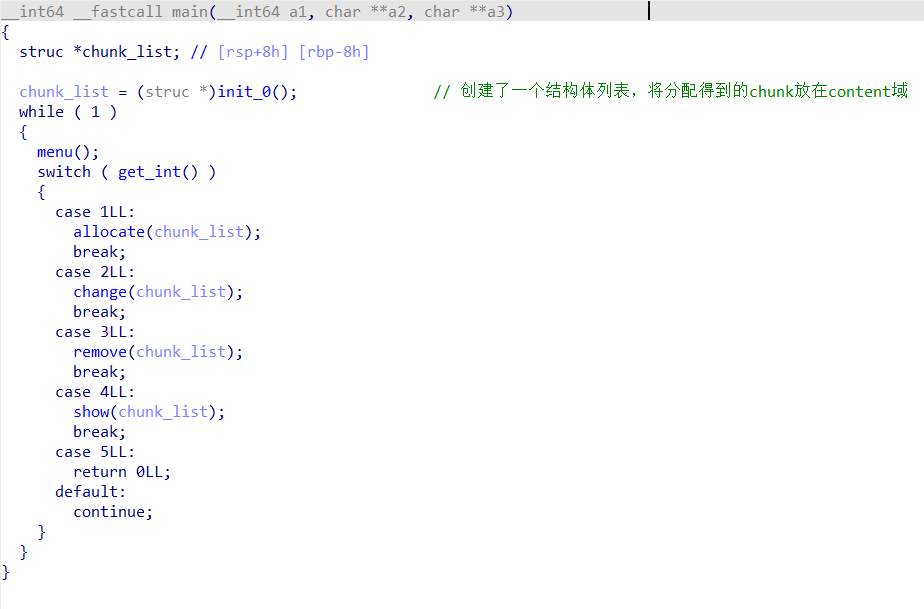 __int64 __fastcall main(__int64 a1, char **a2, char **a3)
{
  struc *chunk_list; // [rsp+8h] [rbp-8h]

  chunk_list = (struc *)init_0();               // 创建了一个结构体列表，将分配得到的chunk放在content域
  while ( 1 )
  {
    menu();
    switch ( get_int() )
    {
      case 1LL:
        allocate(chunk_list);
        break;
      case 2LL:
        change(chunk_list);
        break;
      case 3LL:
        remove(chunk_list);
        break;
      case 4LL:
        show(chunk_list);
        break;
      case 5LL:
        return 0LL;
      default:
        continue;
    }
  }
}